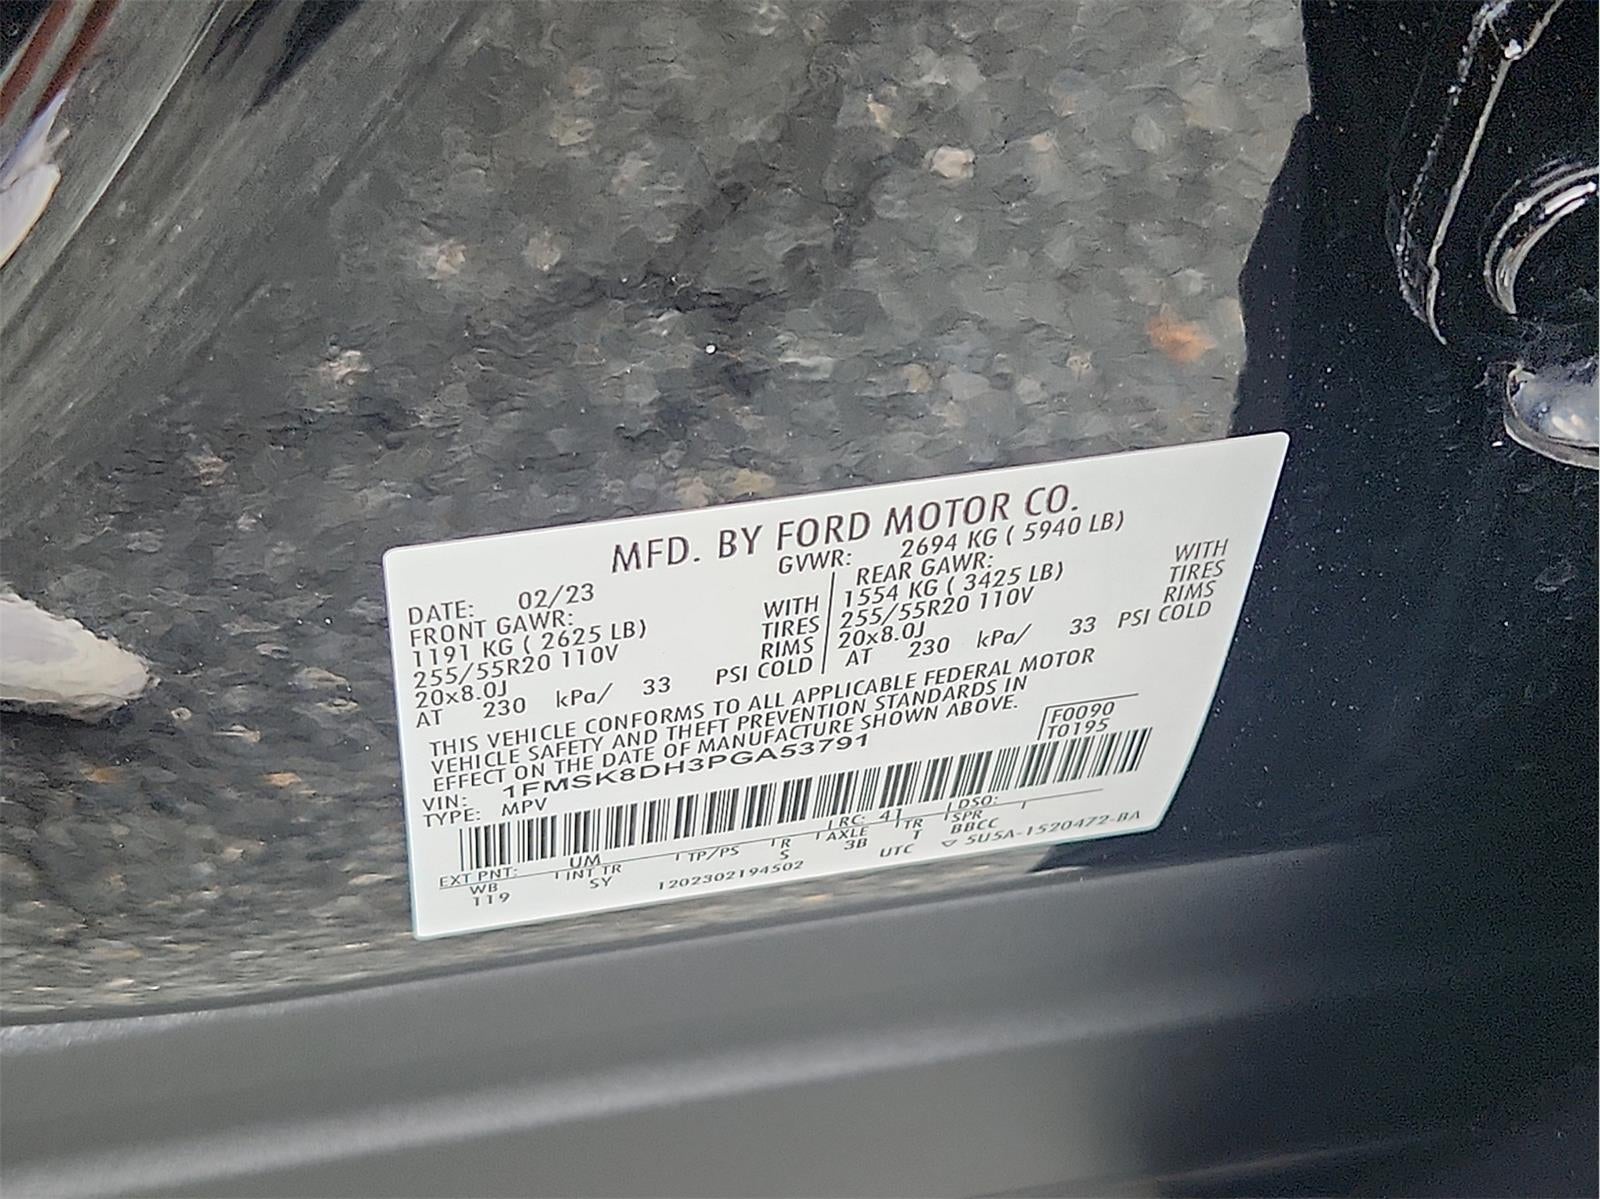 MFD. BY FORD MOTOR CO.
DATE: 02/23 GVWR: 2694 KG ( 5940 LB)
FRONT GAWR: REAR GAWR:
1191 KG ( 2625 LB) WITH 1554 KG ( 3425 LB) WITH
255/55R20 110V TIRES 255/55R20 110V TIRES
20x8.0J RIMS 20x8.0J RIMS
AT 230 kPa/ 33 PSI COLD AT 230 kPa/ 33 PSI COLD
THIS VEHICLE CONFORMS TO ALL APPLICABLE FEDERAL MOTOR
VEHICLE SAFETY AND THEFT PREVENTION STANDARDS IN
EFFECT ON THE DATE OF MANUFACTURE SHOWN ABOVE.
F0090
T0195
VIN: 1FMSK8DH3PGA53791
TYPE: MPV
EXT PNT: UM RC: 41 DSO:
WB INT TR TP/PS R AXLE TR SPR
119 SY S 3B T BBCC
1202302194502 UTC ▽ 5U5A-1520472-BA